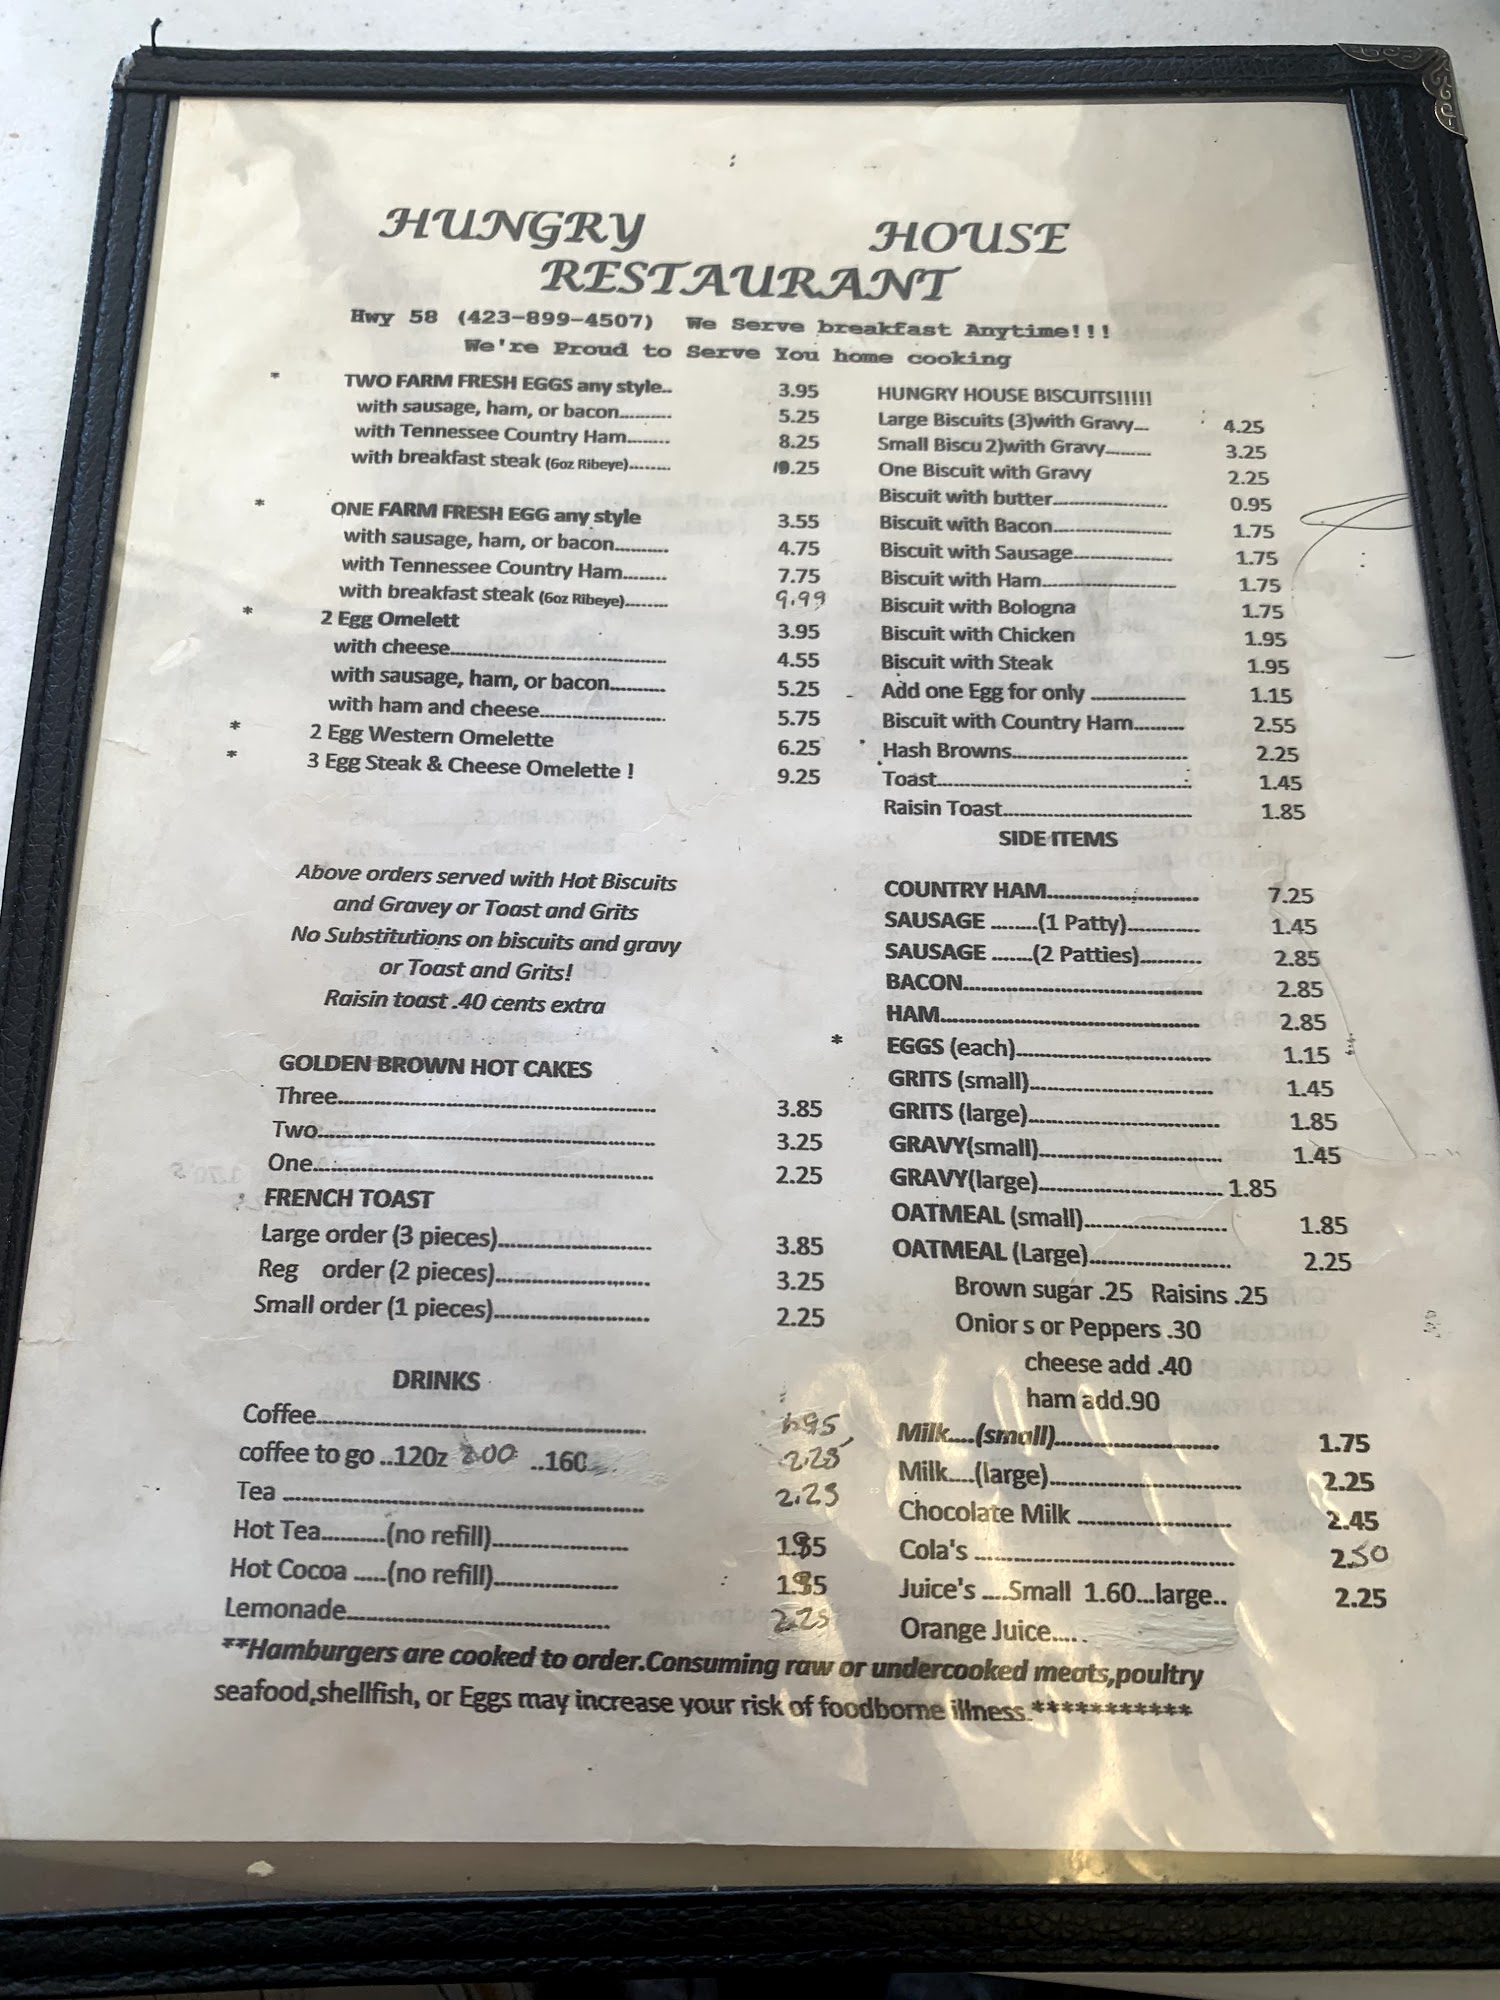 HUNGRY HOUSE
RESTAURANT
Hwy 58 (423-899-4507) We Serve breakfast Anytime!!!
We're Proud to Serve You home cooking
* TWO FARM FRESH EGGS any style.. 3.95
with sausage, ham, or bacon.......... 5.25
with Tennessee Country Ham........ 8.25
with breakfast steak (6oz Ribeye)........ 10.25
* ONE FARM FRESH EGG any style 3.55
with sausage, ham, or bacon.......... 4.75
with Tennessee Country Ham........ 7.75
with breakfast steak (6oz Ribeye)........ 9.99
* 2 Egg Omelett 3.95
with cheese.......... 4.55
with sausage, ham, or bacon.......... 5.25
with ham and cheese.......... 5.75
* 2 Egg Western Omelette 6.25
* 3 Egg Steak & Cheese Omelette ! 9.25
Above orders served with Hot Biscuits
and Gravey or Toast and Grits
No Substitutions on biscuits and gravy
or Toast and Grits!
Raisin toast .40 cents extra
GOLDEN BROWN HOT CAKES
Three.......... 3.85
Two.......... 3.25
One.......... 2.25
FRENCH TOAST
Large order (3 pieces).......... 3.85
Reg order (2 pieces).......... 3.25
Small order (1 pieces).......... 2.25
DRINKS
Coffee.......... 
coffee to go ..12oz 2.00 ..16o 2.25
Tea .......... 2.25
Hot Tea..........(no refill).......... 1.95
Hot Cocoa .....(no refill).......... 1.95
Lemonade.......... 2.25
HUNGRY HOUSE BISCUITS!!!!!
Large Biscuits (3)with Gravy... 4.25
Small Biscu 2)with Gravy.......... 3.25
One Biscuit with Gravy 2.25
Biscuit with butter.......... 0.95
Biscuit with Bacon.......... 1.75
Biscuit with Sausage.......... 1.75
Biscuit with Ham.......... 1.75
Biscuit with Bologna 1.75
Biscuit with Chicken 1.95
Biscuit with Steak 1.95
Add one Egg for only .......... 1.15
Biscuit with Country Ham.......... 2.55
Hash Browns.......... 2.25
Toast.......... 1.45
Raisin Toast.......... 1.85
SIDE ITEMS
COUNTRY HAM.......... 7.25
SAUSAGE ........(1 Patty).......... 1.45
SAUSAGE .......(2 Patties).......... 2.85
BACON.......... 2.85
HAM.......... 2.85
* EGGS (each).......... 1.15
GRITS (small).......... 1.45
GRITS (large).......... 1.85
GRAVY(small).......... 1.45
GRAVY(large).......... 1.85
OATMEAL (small).......... 1.85
OATMEAL (Large).......... 2.25
Brown sugar .25 Raisins .25
Onior s or Peppers .30
cheese add .40
ham add.90
Milk....(small).......... 1.75
Milk....(large).......... 2.25
Chocolate Milk .......... 2.45
Cola's .......... 2.50
Juice's ....Small 1.60...large.. 2.25
Orange Juice.....
**Hamburgers are cooked to order.Consuming raw or undercooked meats,poultry
seafood,shellfish, or Eggs may increase your risk of foodborne illness.***********